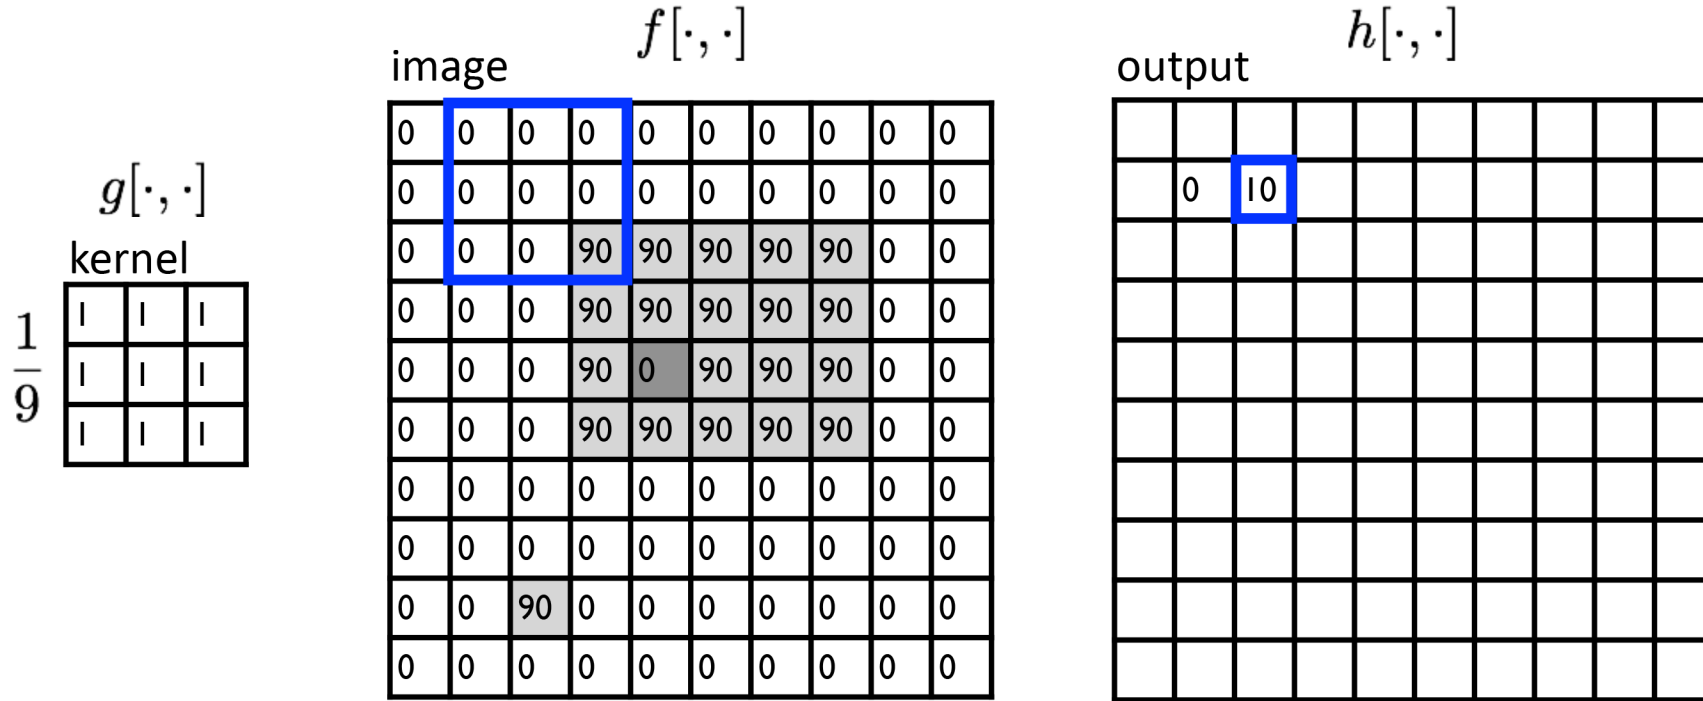 f[·, ·]
h[·, ·]
image
output
g[·, ·]
kernel
1/9
1 1 1
1 1 1
1 1 1
0 0 0 0 0 0 0 0 0 0
0 0 0 0 0 0 0 0 0 0
0 0 0 90 90 90 90 90 0 0
0 0 0 90 90 90 90 90 0 0
0 0 0 90 0 90 90 90 0 0
0 0 0 90 90 90 90 90 0 0
0 0 0 0 0 0 0 0 0 0
0 0 0 0 0 0 0 0 0 0
0 0 90 0 0 0 0 0 0 0
0 0 0 0 0 0 0 0 0 0
0 10